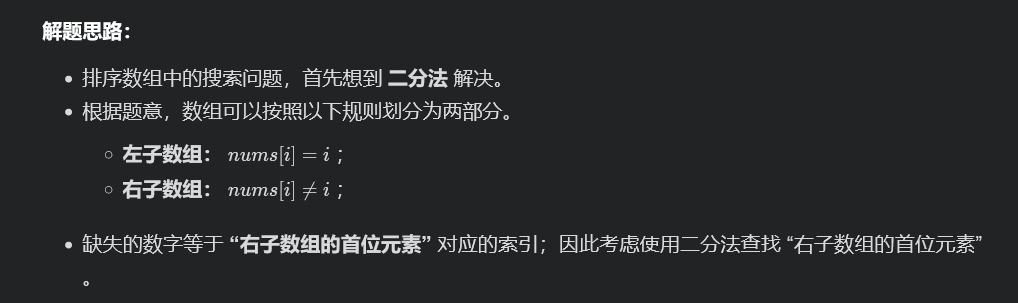 解题思路：
排序数组中的搜索问题，首先想到 二分法 解决。
根据题意，数组可以按照以下规则划分为两部分。
左子数组： nums[i] = i ；
右子数组： nums[i] ≠ i ；
缺失的数字等于 “右子数组的首位元素” 对应的索引；因此考虑使用二分法查找 “右子数组的首位元素”
。